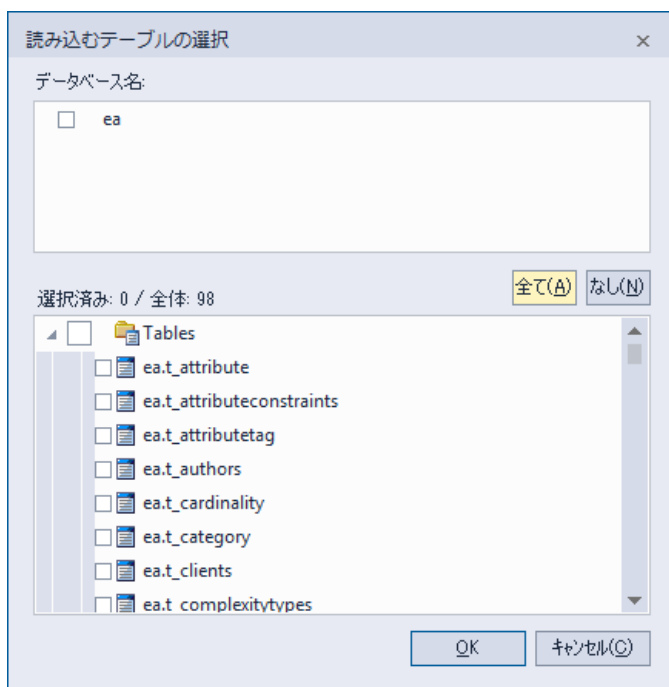 読み込むテーブルの選択
データベース名:
ea
選択済み: 0 / 全体: 98
全て(A) なし(N)
Tables
ea.t_attribute
ea.t_attributeconstraints
ea.t_attributetag
ea.t_authors
ea.t_cardinality
ea.t_category
ea.t_clients
ea.t_complexitytypes
OK キャンセル(C)